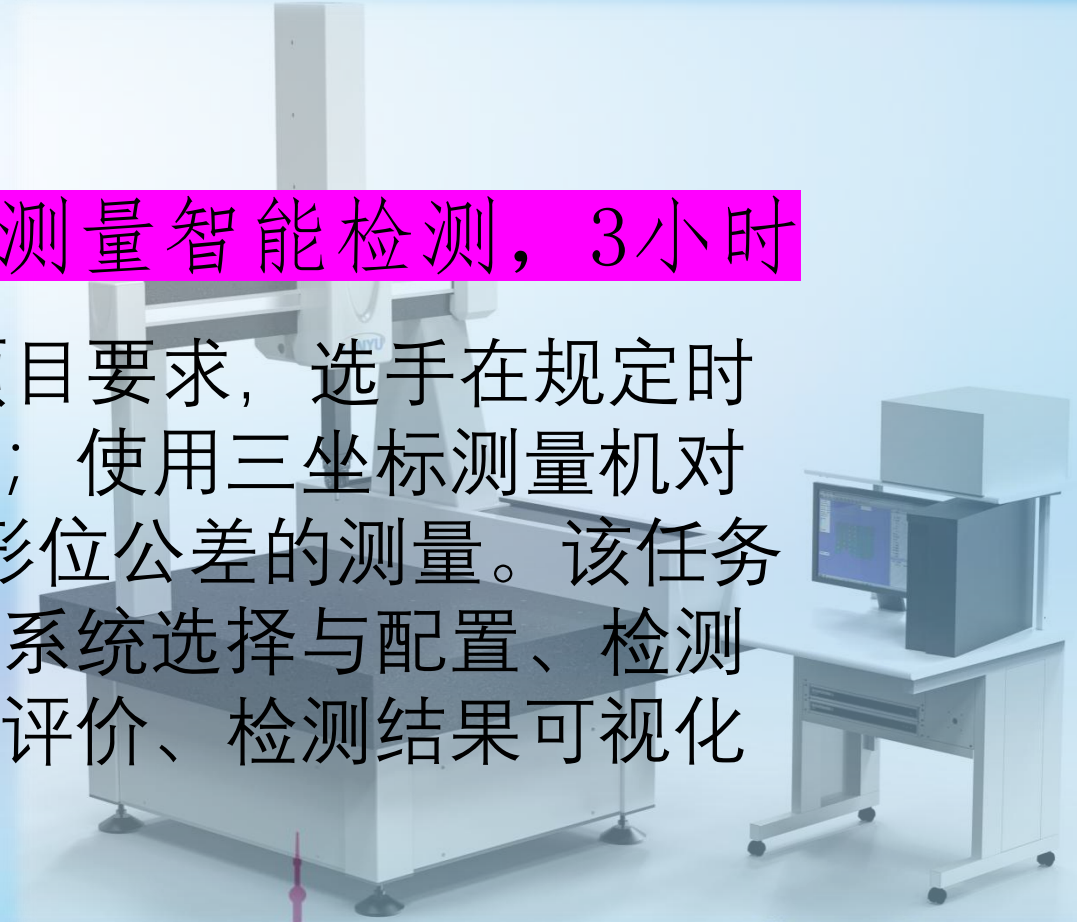 测量智能检测，3小时
目要求，选手在规定时
；使用三坐标测量机对
形位公差的测量。该任务
系统选择与配置、检测
评价、检测结果可视化